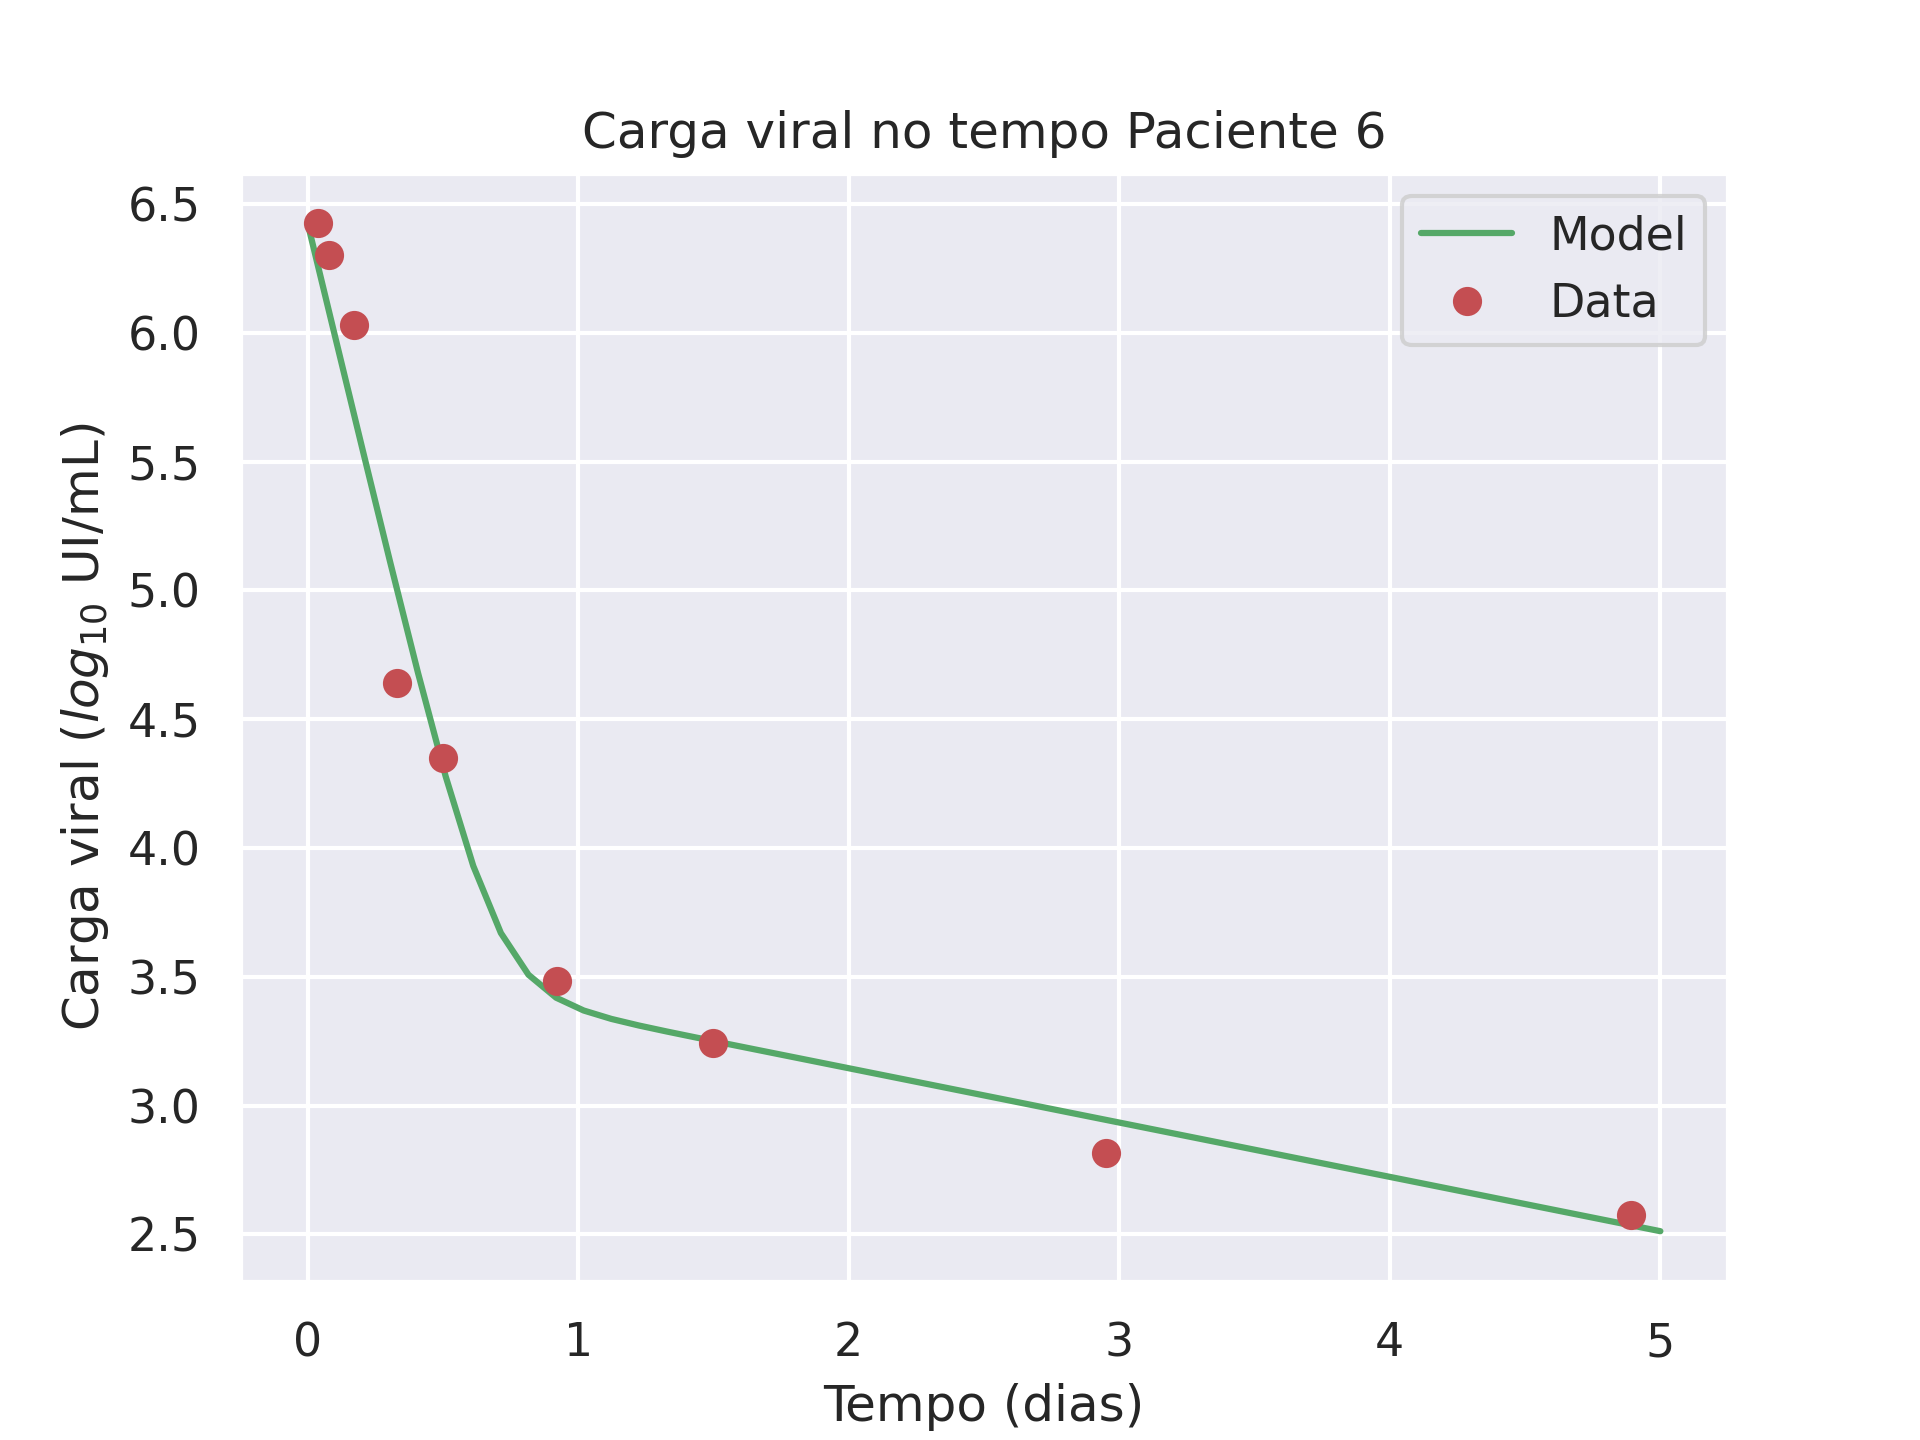 Carga viral no tempo Paciente 6
Model
Data
Carga viral (log10 UI/mL)
6.5
6.0
5.5
5.0
4.5
4.0
3.5
3.0
2.5
0 1 2 3 4 5
Tempo (dias)